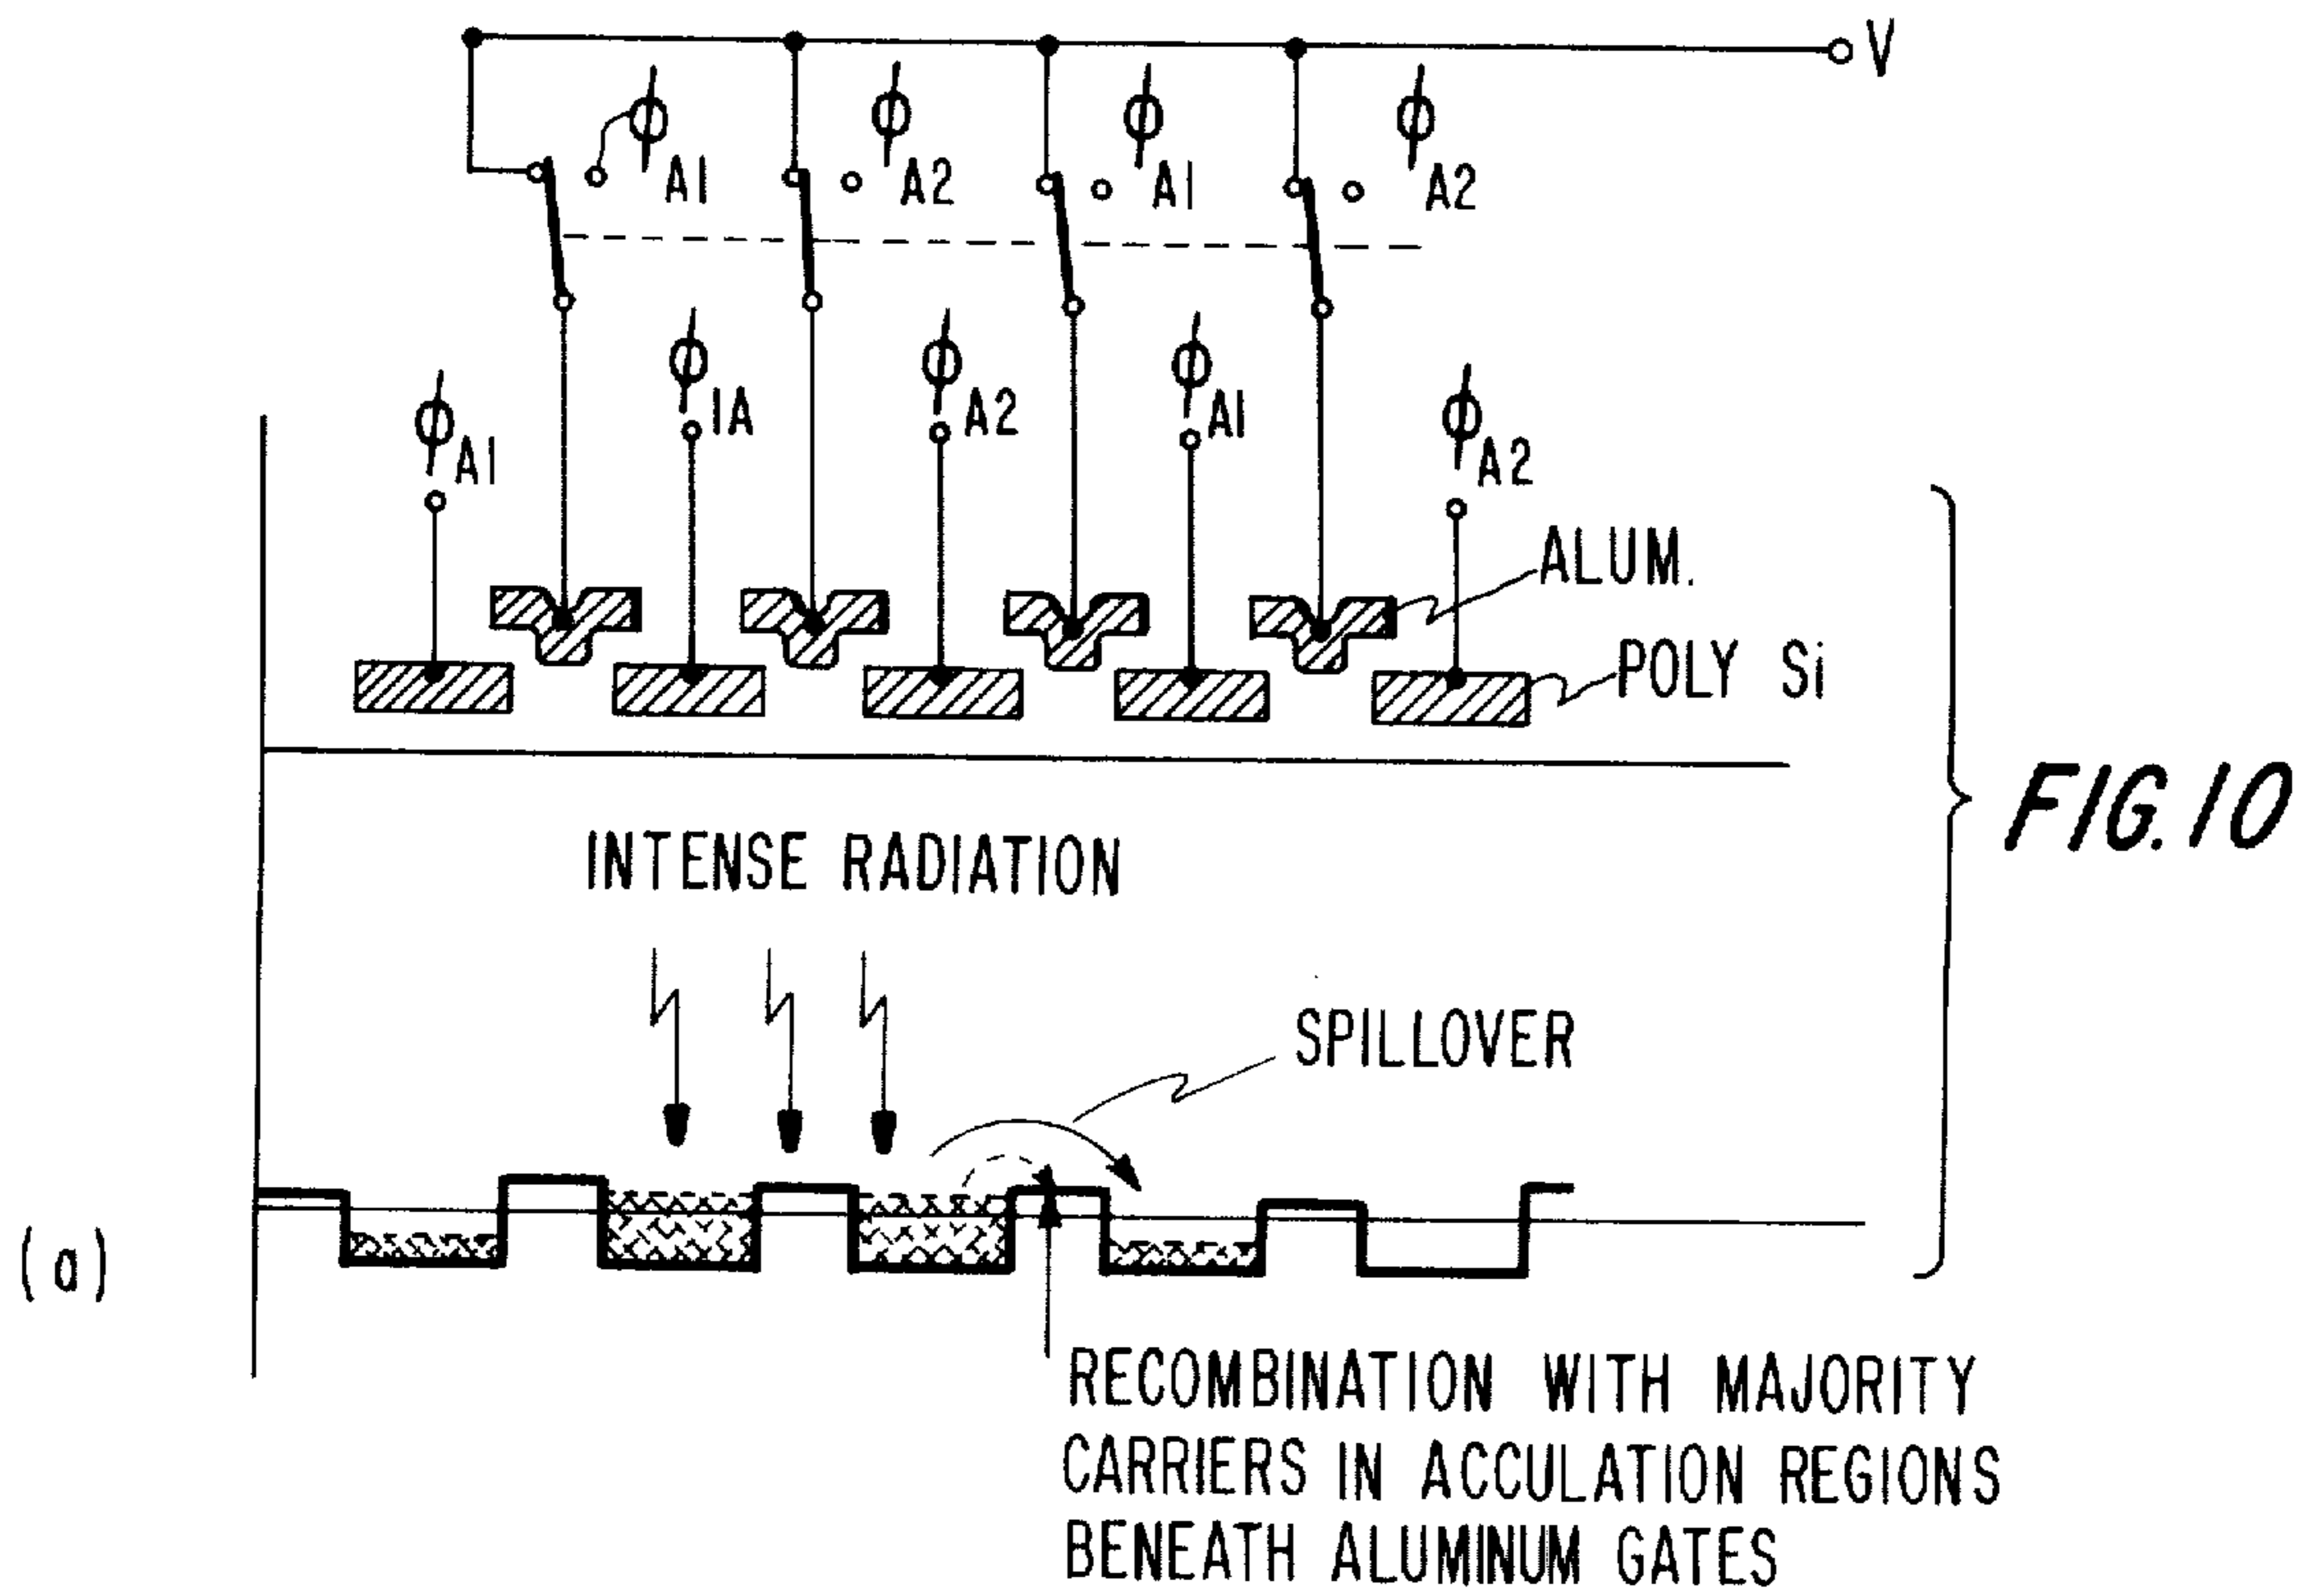 V
ϕA1
ϕA2
ϕA1
ϕA2
ϕA1
ϕ1A
ϕA2
ϕA1
ϕA2
ALUM.
POLY Si
FIG. 10
INTENSE RADIATION
SPILLOVER
(a)
RECOMBINATION WITH MAJORITY
CARRIERS IN ACCULATION REGIONS
BENEATH ALUMINUM GATES